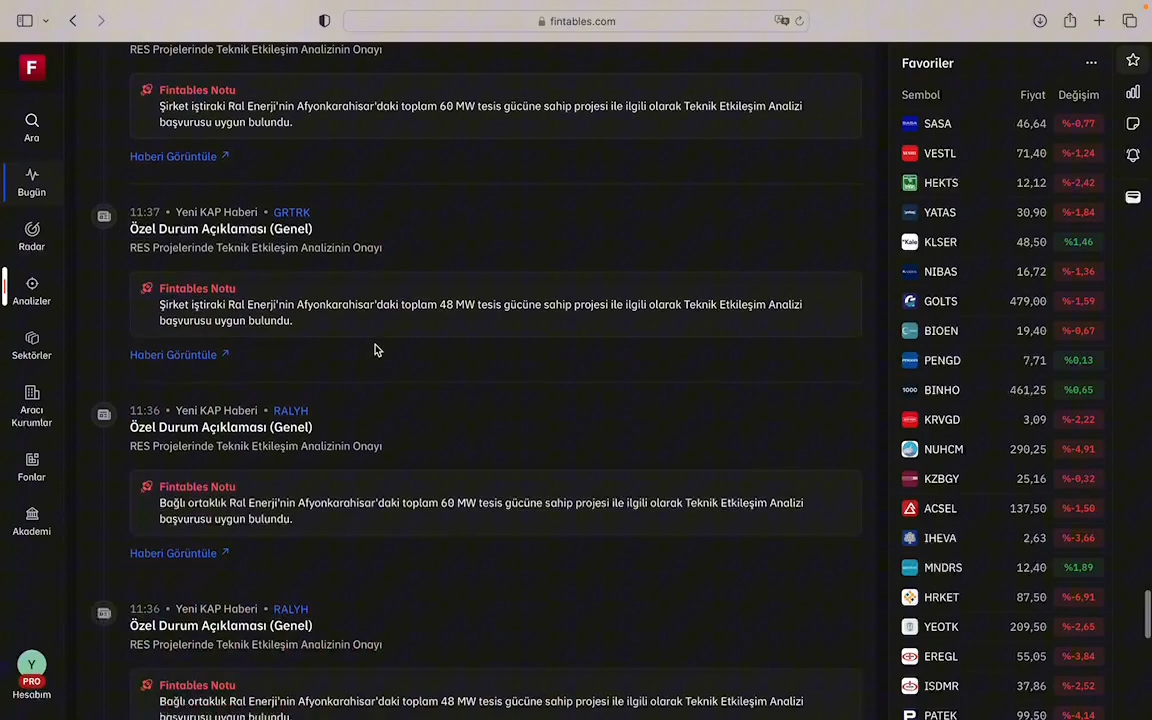 fintables.com
F
Ara
Bugün
Radar
Analizler
Sektörler
Aracı
Kurumlar
Fonlar
Akademi
Y
PRO
Hesabım
RES Projelerinde Teknik Etkileşim Analizinin Onayı
Fintables Notu
Şirket iştiraki Ral Enerji'nin Afyonkarahisar'daki toplam 60 MW tesis gücüne sahip projesi ile ilgili olarak Teknik Etkileşim Analizi
başvurusu uygun bulundu.
Haberi Görüntüle ↗
11:37 • Yeni KAP Haberi • GRTRK
Özel Durum Açıklaması (Genel)
RES Projelerinde Teknik Etkileşim Analizinin Onayı
Fintables Notu
Şirket iştiraki Ral Enerji'nin Afyonkarahisar'daki toplam 48 MW tesis gücüne sahip projesi ile ilgili olarak Teknik Etkileşim Analizi
başvurusu uygun bulundu.
Haberi Görüntüle ↗
11:36 • Yeni KAP Haberi • RALYH
Özel Durum Açıklaması (Genel)
RES Projelerinde Teknik Etkileşim Analizinin Onayı
Fintables Notu
Bağlı ortaklık Ral Enerji'nin Afyonkarahisar'daki toplam 60 MW tesis gücüne sahip projesi ile ilgili olarak Teknik Etkileşim Analizi
başvurusu uygun bulundu.
Haberi Görüntüle ↗
11:36 • Yeni KAP Haberi • RALYH
Özel Durum Açıklaması (Genel)
RES Projelerinde Teknik Etkileşim Analizinin Onayı
Fintables Notu
Bağlı ortaklık Ral Enerji'nin Afyonkarahisar'daki toplam 48 MW tesis gücüne sahip projesi ile ilgili olarak Teknik Etkileşim Analizi
başvurusu uygun bulundu.
Favoriler
Sembol Fiyat Değişim
SASA 46,64 %-0,77
VESTL 71,40 %-1,24
HEKTS 12,12 %-2,42
YATAS 30,90 %-1,84
KLSER 48,50 %1,46
NIBAS 16,72 %-1,36
GOLTS 479,00 %-1,59
BIOEN 19,40 %-0,67
PENGD 7,71 %0,13
BINHO 461,25 %0,65
KRVGD 3,09 %-2,22
NUHCM 290,25 %-4,91
KZBGY 25,16 %-0,32
ACSEL 137,50 %-1,50
IHEVA 2,63 %-3,66
MNDRS 12,40 %1,89
HRKET 87,50 %-6,91
YEOTK 209,50 %-2,65
EREGL 55,05 %-3,84
ISDMR 37,86 %-2,52
PATEK 99,50 %-4,14